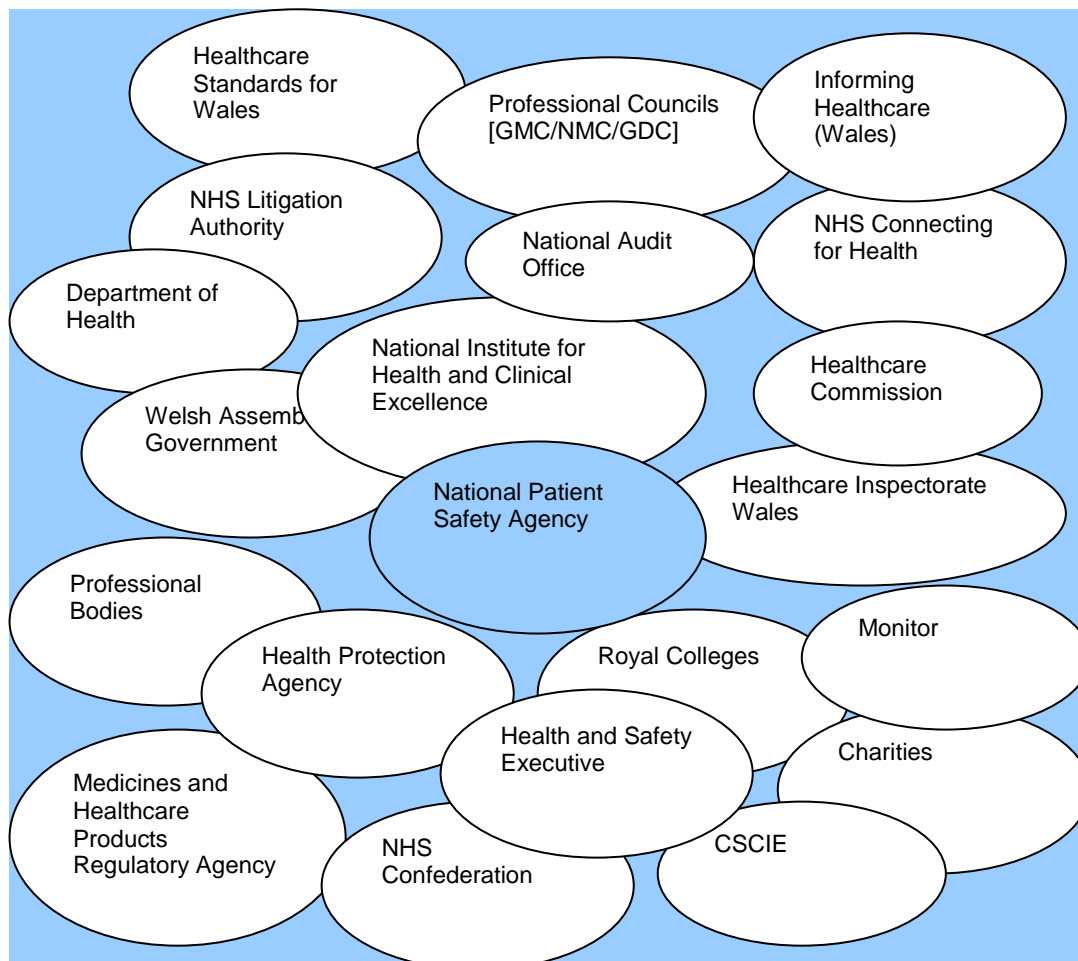 Healthcare
Standards for
Wales
Professional Councils
[GMC/NMC/GDC]
Informing
Healthcare
(Wales)
NHS Litigation
Authority
National Audit
Office
NHS Connecting
for Health
Department of
Health
National Institute for
Health and Clinical
Excellence
Healthcare
Commission
Welsh Assemb
Government
National Patient
Safety Agency
Healthcare Inspectorate
Wales
Professional
Bodies
Health Protection
Agency
Royal Colleges
Monitor
Health and Safety
Executive
Charities
Medicines and
Healthcare
Products
Regulatory Agency
NHS
Confederation
CSCIE